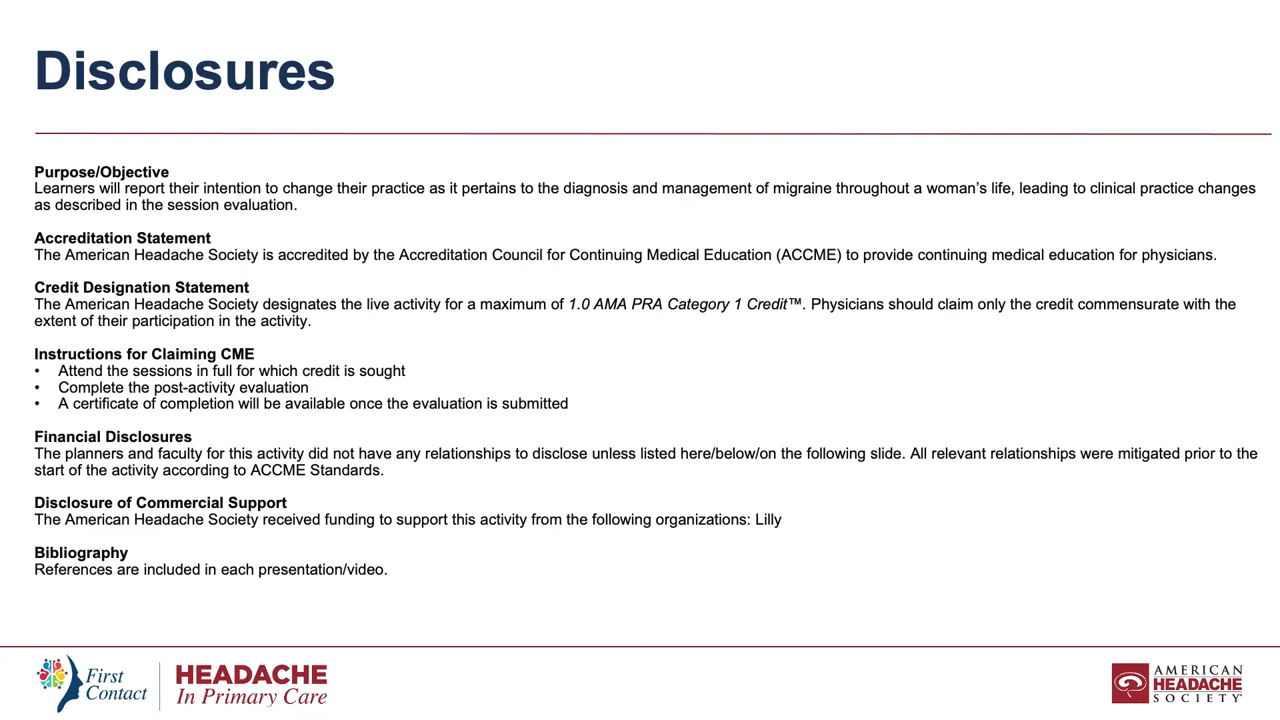 Disclosures
Purpose/Objective
Learners will report their intention to change their practice as it pertains to the diagnosis and management of migraine throughout a woman’s life, leading to clinical practice changes
as described in the session evaluation.
Accreditation Statement
The American Headache Society is accredited by the Accreditation Council for Continuing Medical Education (ACCME) to provide continuing medical education for physicians.
Credit Designation Statement
The American Headache Society designates the live activity for a maximum of 1.0 AMA PRA Category 1 Credit™. Physicians should claim only the credit commensurate with the
extent of their participation in the activity.
Instructions for Claiming CME
• Attend the sessions in full for which credit is sought
• Complete the post-activity evaluation
• A certificate of completion will be available once the evaluation is submitted
Financial Disclosures
The planners and faculty for this activity did not have any relationships to disclose unless listed here/below/on the following slide. All relevant relationships were mitigated prior to the
start of the activity according to ACCME Standards.
Disclosure of Commercial Support
The American Headache Society received funding to support this activity from the following organizations: Lilly
Bibliography
References are included in each presentation/video.
First
Contact
HEADACHE
In Primary Care
AMERICAN
HEADACHE
SOCIETY